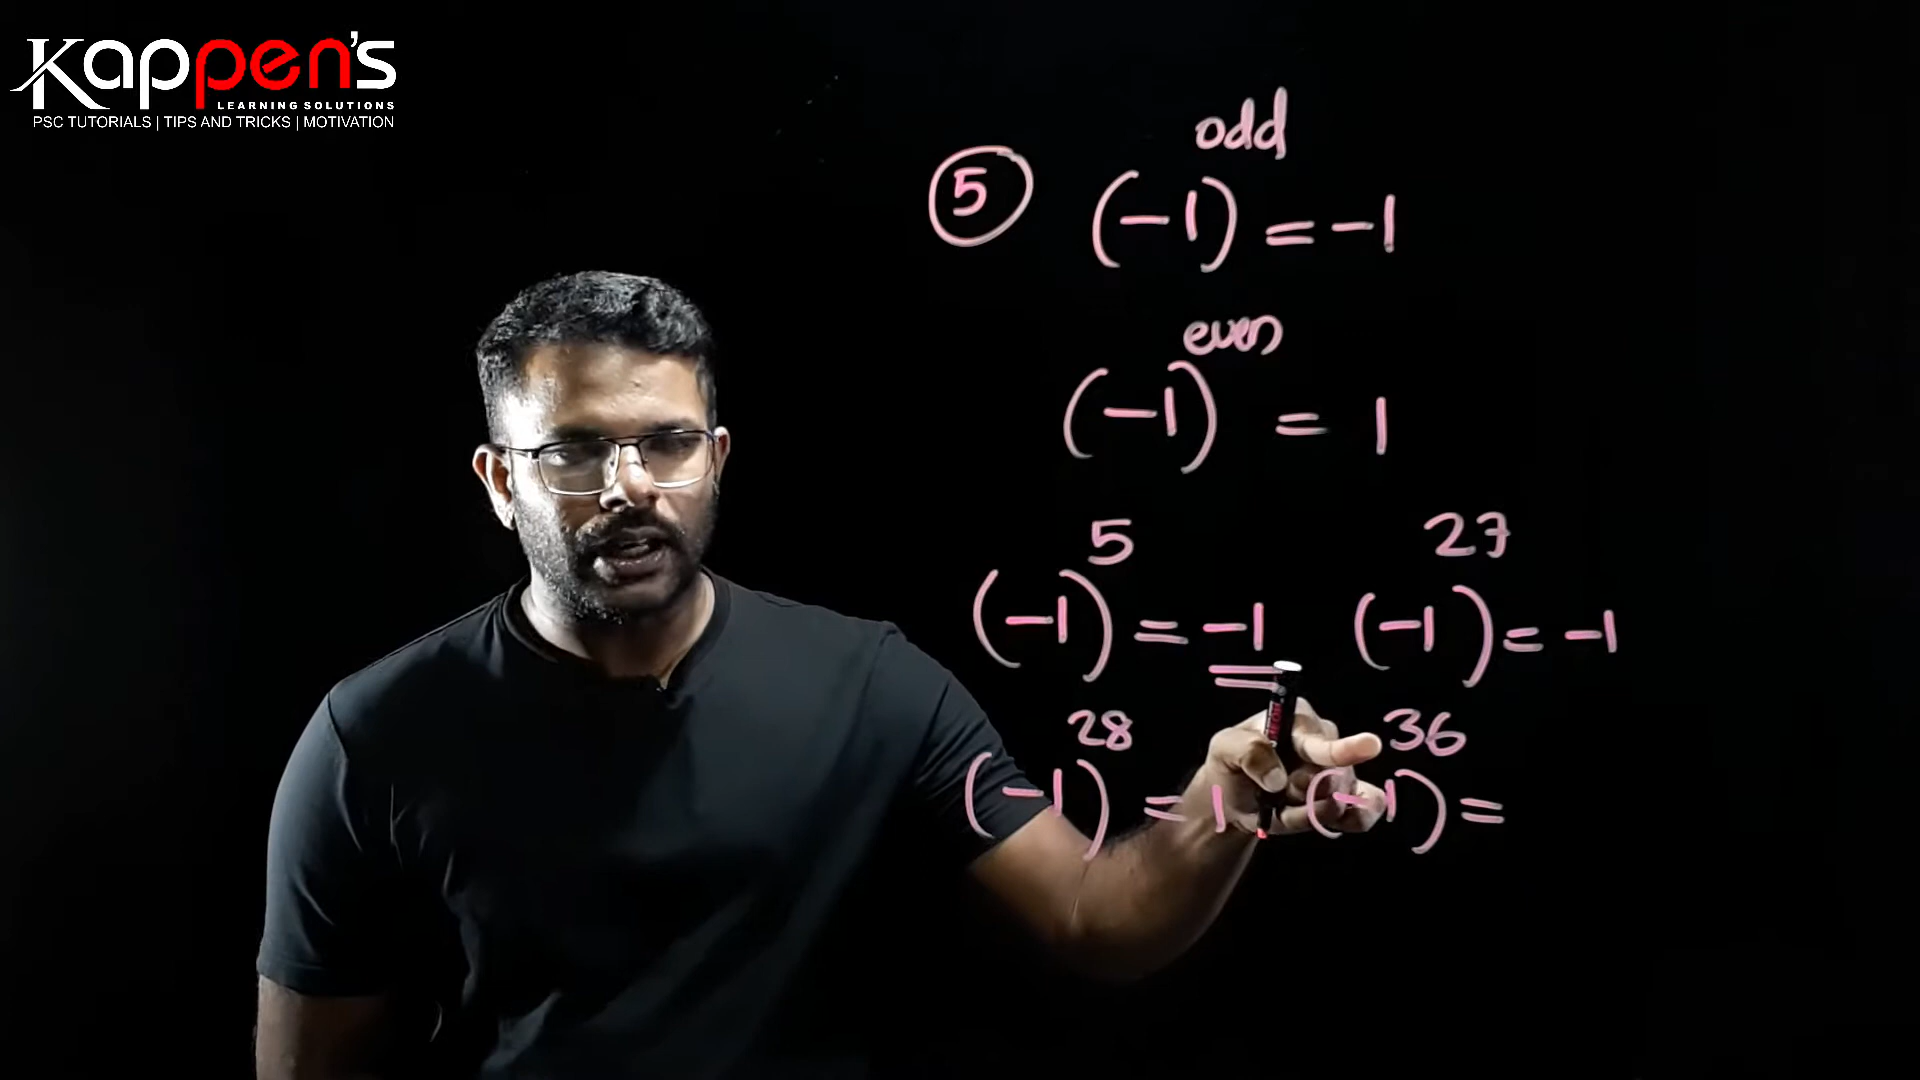 Kappen's
LEARNING SOLUTIONS
PSC TUTORIALS | TIPS AND TRICKS | MOTIVATION
5 (-1)^odd = -1
(-1)^even = 1
(-1)^5 = -1 (-1)^27 = -1
(-1)^28 = 1 (-1)^36 =